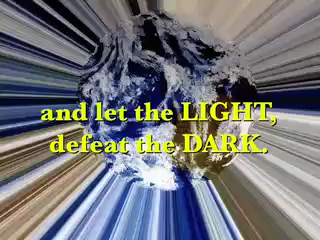 and let the LIGHT,
defeat the DARK.